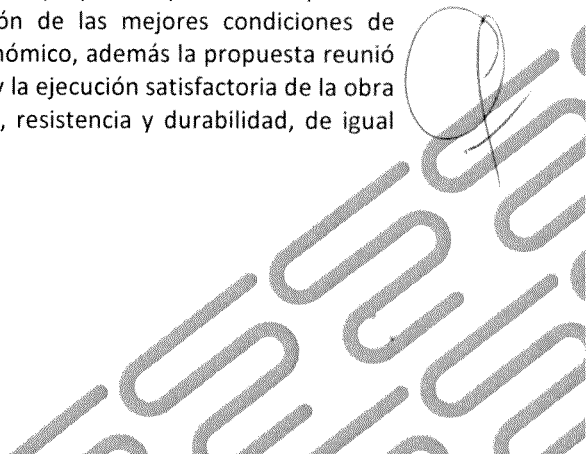 ón de las mejores condiciones de
nómico, además la propuesta reunió
y la ejecución satisfactoria de la obra
, resistencia y durabilidad, de igual